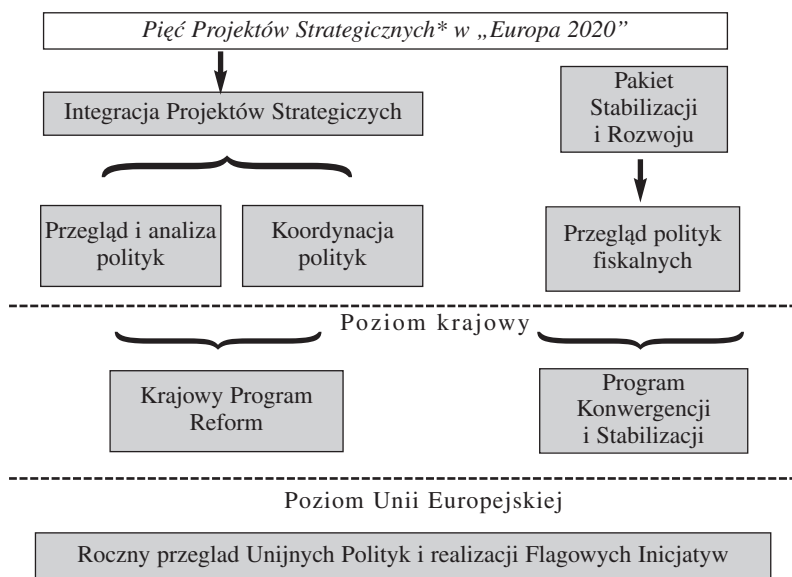 Pięć Projektów Strategicznych* w „Europa 2020”
Integracja Projektów Strategiczych
Pakiet
Stabilizacji
i Rozwoju
Przegląd i analiza
polityk
Koordynacja
polityk
Przegląd polityk
fiskalnych
Poziom krajowy
Krajowy Program
Reform
Program
Konwergencji
i Stabilizacji
Poziom Unii Europejskiej
Roczny przeglad Unijnych Polityk i realizacji Flagowych Inicjatyw